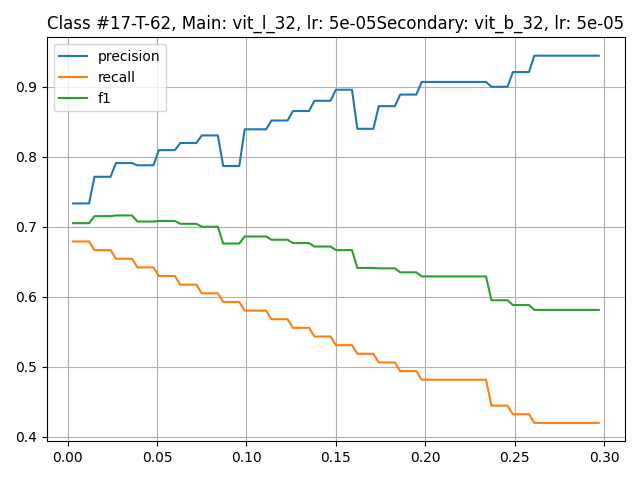 Class #17-T-62, Main: vit_l_32, lr: 5e-05Secondary: vit_b_32, lr: 5e-05
precision
recall
f1
0.9
0.8
0.7
0.6
0.5
0.4
0.00 0.05 0.10 0.15 0.20 0.25 0.30